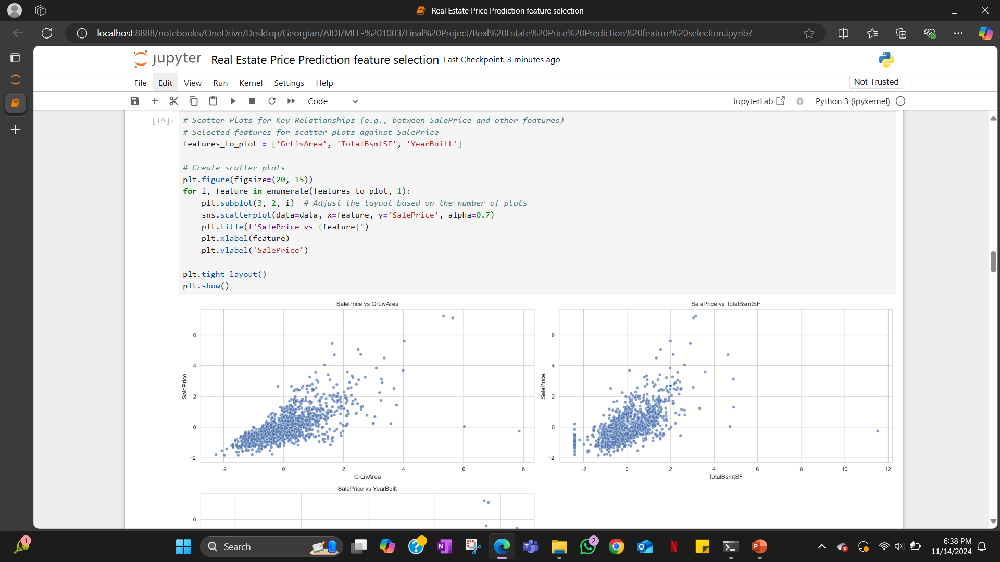 Real Estate Price Prediction feature selection
localhost:8888/notebooks/OneDrive/Desktop/Georgian/AIDI/MLF-%201003/Final%20Project/Real%20Estate%20Price%20Prediction%20feature%20selection.ipynb?
jupyter Real Estate Price Prediction feature selection Last Checkpoint: 3 minutes ago
File Edit View Run Kernel Settings Help Not Trusted
Code JupyterLab Python 3 (ipykernel)
[19]: # Scatter Plots for Key Relationships (e.g., between SalePrice and other features)
# Selected features for scatter plots against SalePrice
features_to_plot = ['GrLivArea', 'TotalBsmtSF', 'YearBuilt']
# Create scatter plots
plt.figure(figsize=(20, 15))
for i, feature in enumerate(features_to_plot, 1):
    plt.subplot(3, 2, i)  # Adjust the layout based on the number of plots
    sns.scatterplot(data=data, x=feature, y='SalePrice', alpha=0.7)
    plt.title(f'SalePrice vs {feature}')
    plt.xlabel(feature)
    plt.ylabel('SalePrice')
plt.tight_layout()
plt.show()
SalePrice vs GrLivArea
6
4
2
0
-2
SalePrice
-2 0 2 4 6 8
GrLivArea
SalePrice vs TotalBsmtSF
6
4
2
0
-2
SalePrice
-2 0 2 4 6 8 10 12
TotalBsmtSF
SalePrice vs YearBuilt
6
1
Search
2
6:38 PM
11/14/2024